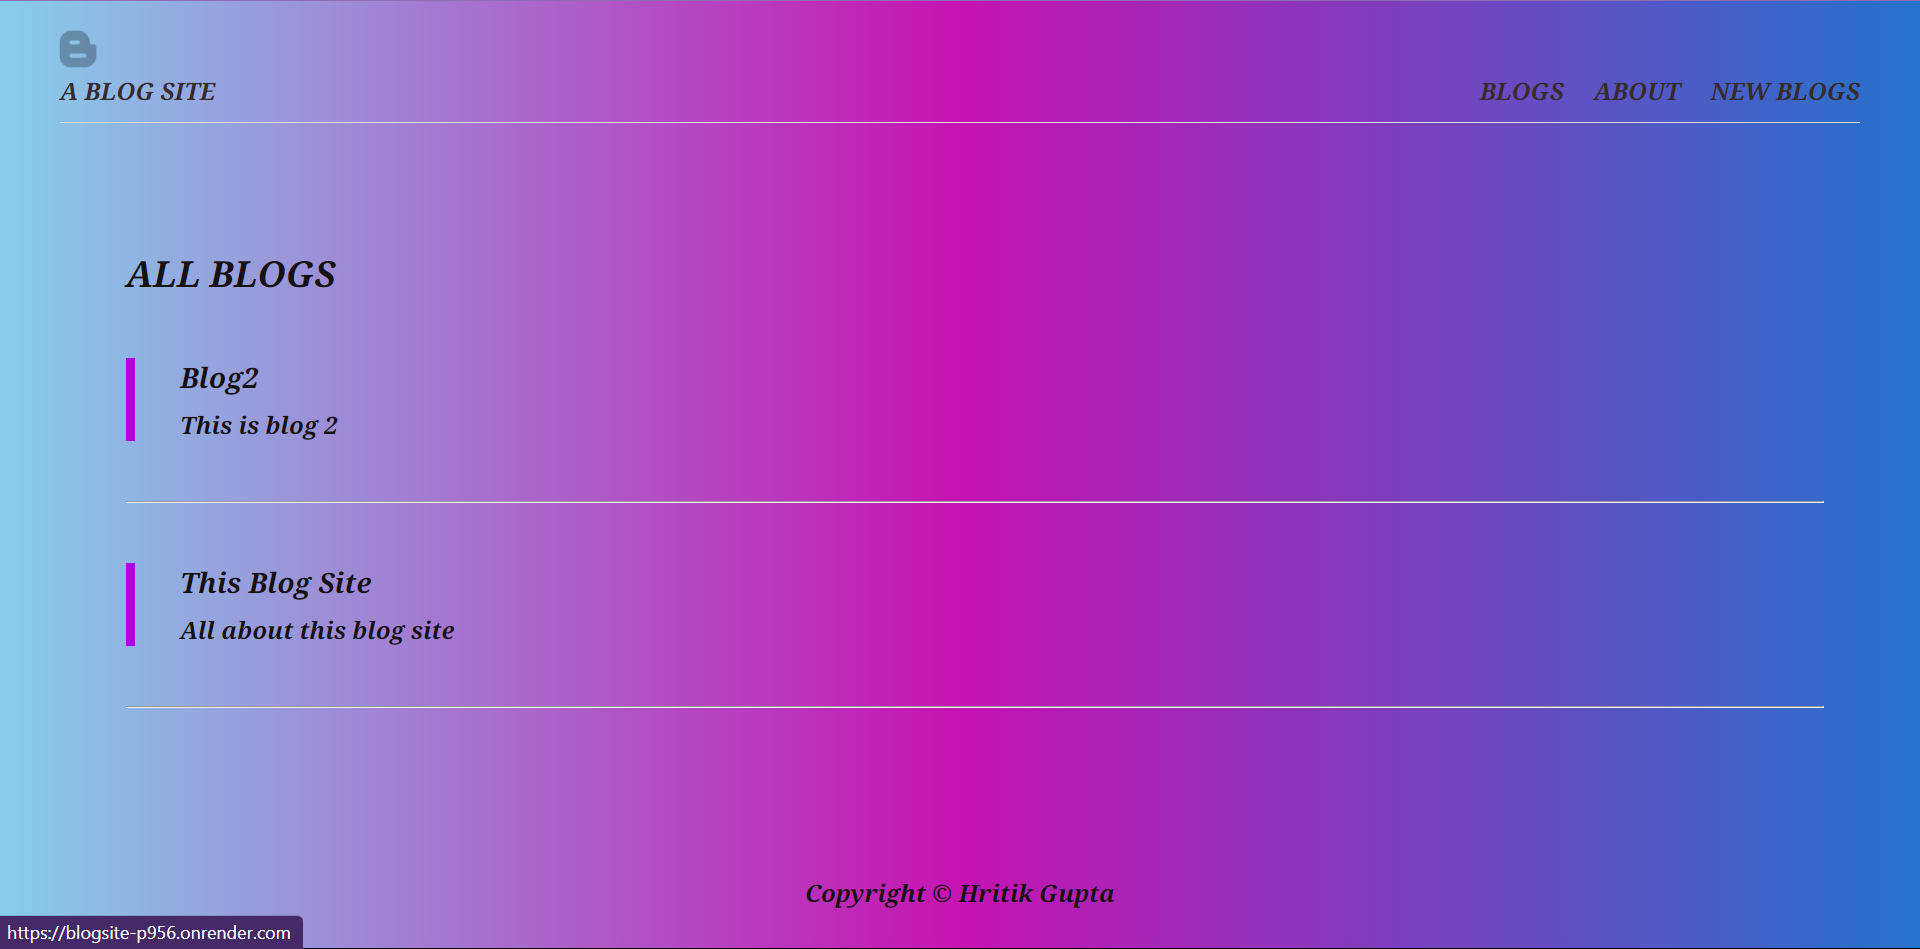 A BLOG SITE
BLOGS ABOUT NEW BLOGS
ALL BLOGS
Blog2
This is blog 2
This Blog Site
All about this blog site
Copyright © Hritik Gupta
https://blogsite-p956.onrender.com